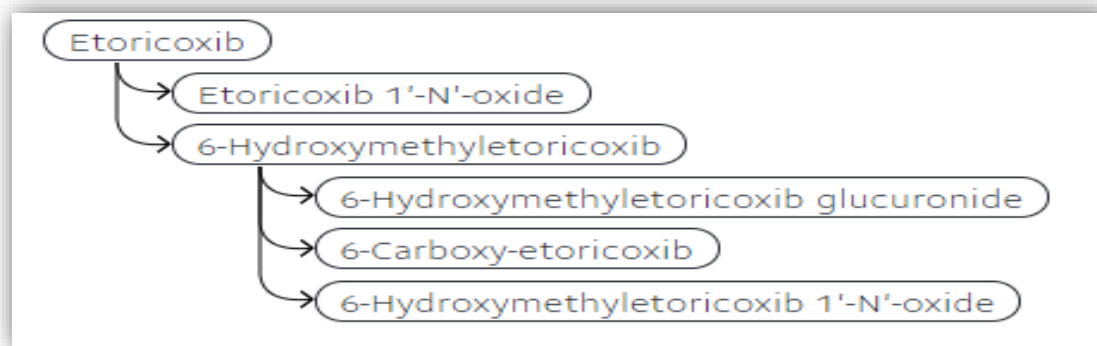 Etoricoxib
Etoricoxib 1'-N'-oxide
6-Hydroxymethyletoricoxib
6-Hydroxymethyletoricoxib glucuronide
6-Carboxy-etoricoxib
6-Hydroxymethyletoricoxib 1'-N'-oxide